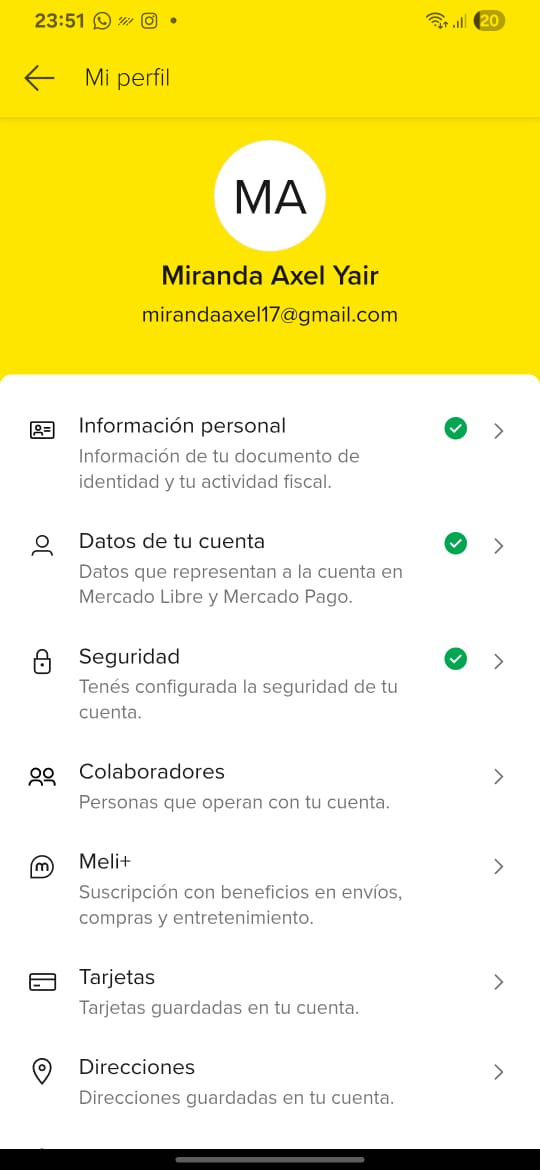 23:51
20
Mi perfil
MA
Miranda Axel Yair
mirandaaxel17@gmail.com
Información personal
Información de tu documento de
identidad y tu actividad fiscal.
Datos de tu cuenta
Datos que representan a la cuenta en
Mercado Libre y Mercado Pago.
Seguridad
Tenés configurada la seguridad de tu
cuenta.
Colaboradores
Personas que operan con tu cuenta.
Meli+
Suscripción con beneficios en envíos,
compras y entretenimiento.
Tarjetas
Tarjetas guardadas en tu cuenta.
Direcciones
Direcciones guardadas en tu cuenta.